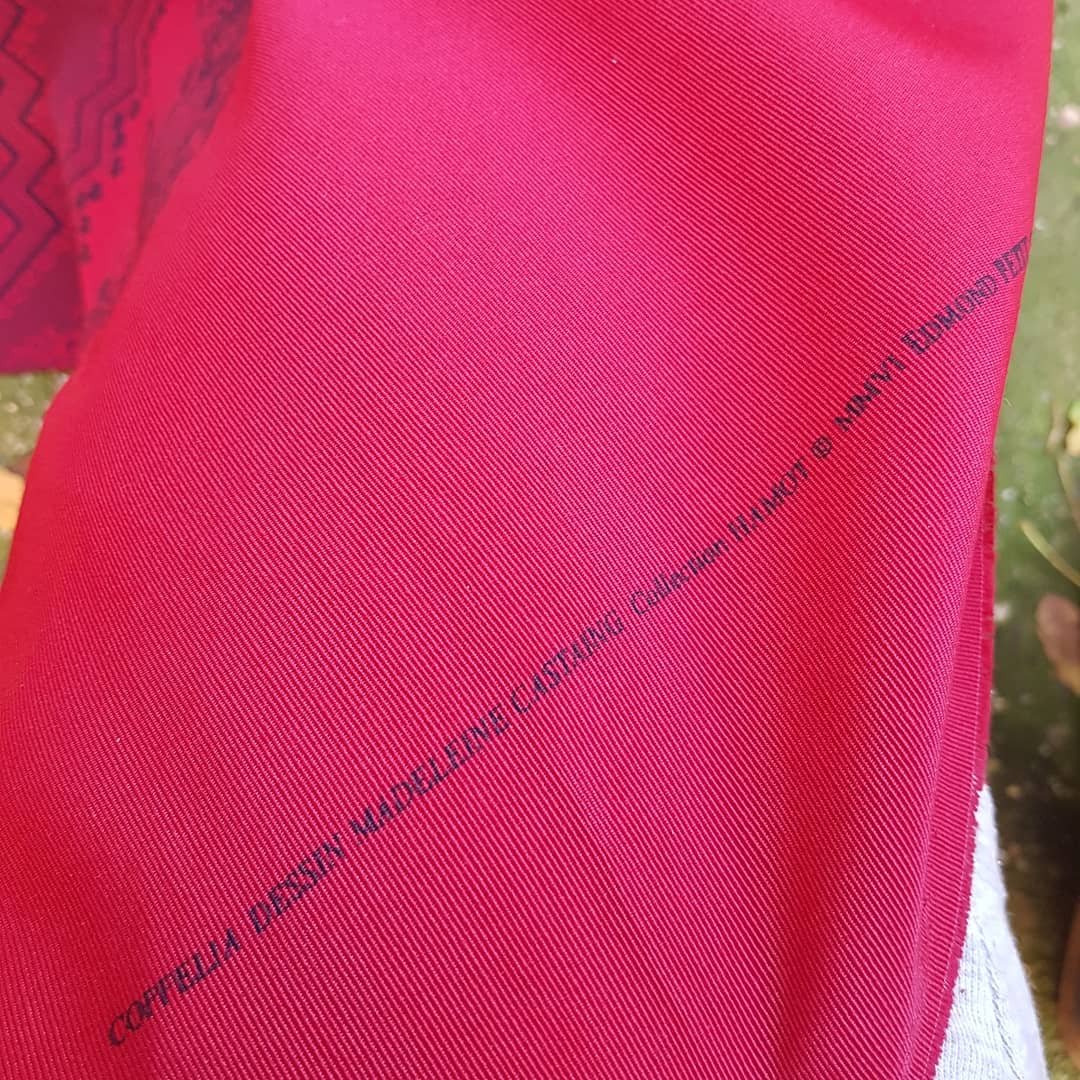 COPPELIA DESSIN MADELEINE CASTAING Collection HAMOT © MMVI EDMOND